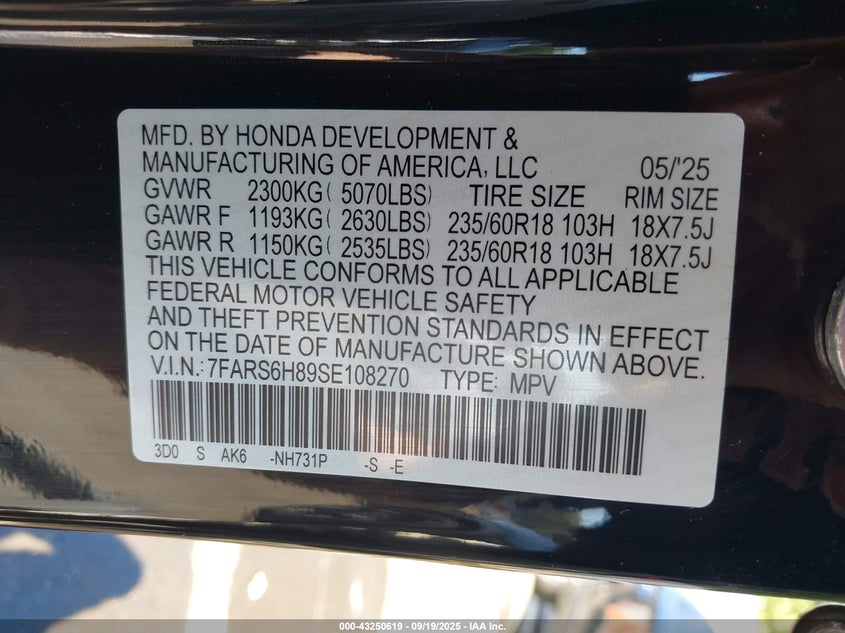 MFD. BY HONDA DEVELOPMENT &
MANUFACTURING OF AMERICA, LLC 05/'25
GVWR 2300KG( 5070LBS) TIRE SIZE RIM SIZE
GAWR F 1193KG( 2630LBS) 235/60R18 103H 18X7.5J
GAWR R 1150KG( 2535LBS) 235/60R18 103H 18X7.5J
THIS VEHICLE CONFORMS TO ALL APPLICABLE
FEDERAL MOTOR VEHICLE SAFETY
AND THEFT PREVENTION STANDARDS IN EFFECT
ON THE DATE OF MANUFACTURE SHOWN ABOVE.
V.I.N.: 7FARS6H89SE108270 TYPE: MPV
3D0 S AK6 -NH731P -S -E
000-43250619 - 09/19/2025 - IAA Inc.